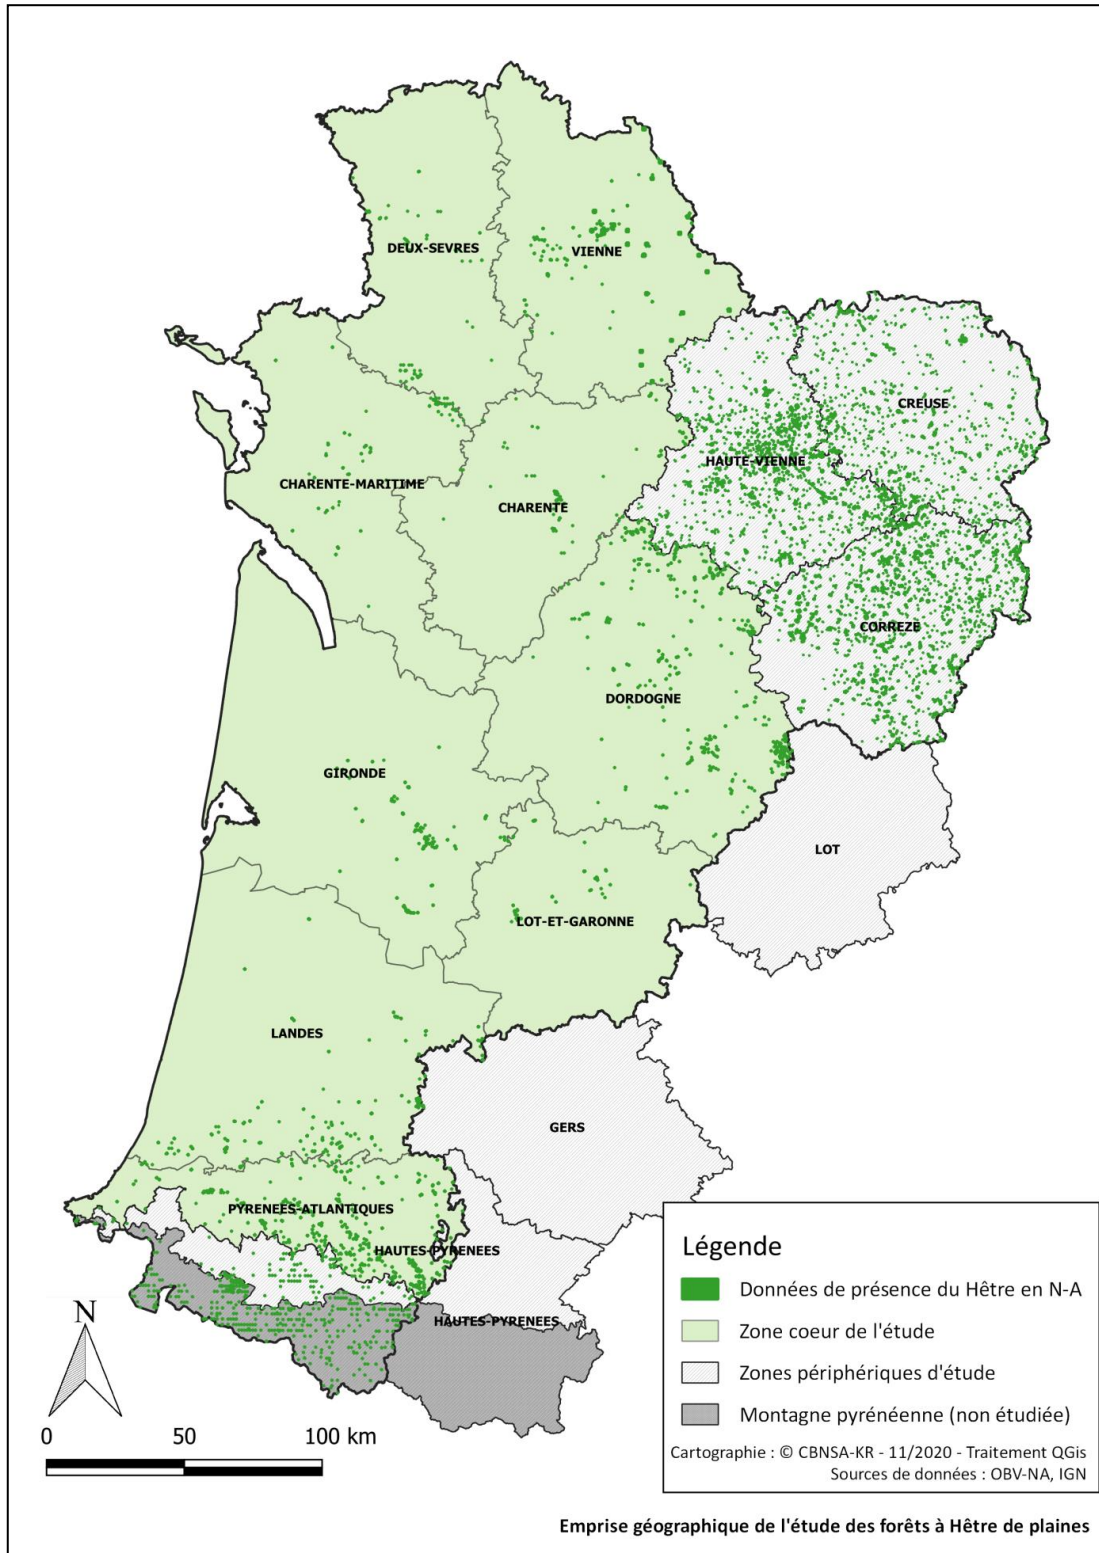 DEUX-SEVRES
VIENNE
CREUSE
HAUTE-VIENNE
CHARENTE-MARITIME
CHARENTE
CORREZE
DORDOGNE
GIRONDE
LOT
LOT-ET-GARONNE
LANDES
GERS
PYRENEES-ATLANTIQUES
HAUTES-PYRENEES
HAUTES-PYRENEES
N
0 50 100 km
Légende
Données de présence du Hêtre en N-A
Zone coeur de l'étude
Zones périphériques d'étude
Montagne pyrénéenne (non étudiée)
Cartographie : © CBNSA-KR - 11/2020 - Traitement QGis
Sources de données : OBV-NA, IGN
Emprise géographique de l'étude des forêts à Hêtre de plaines